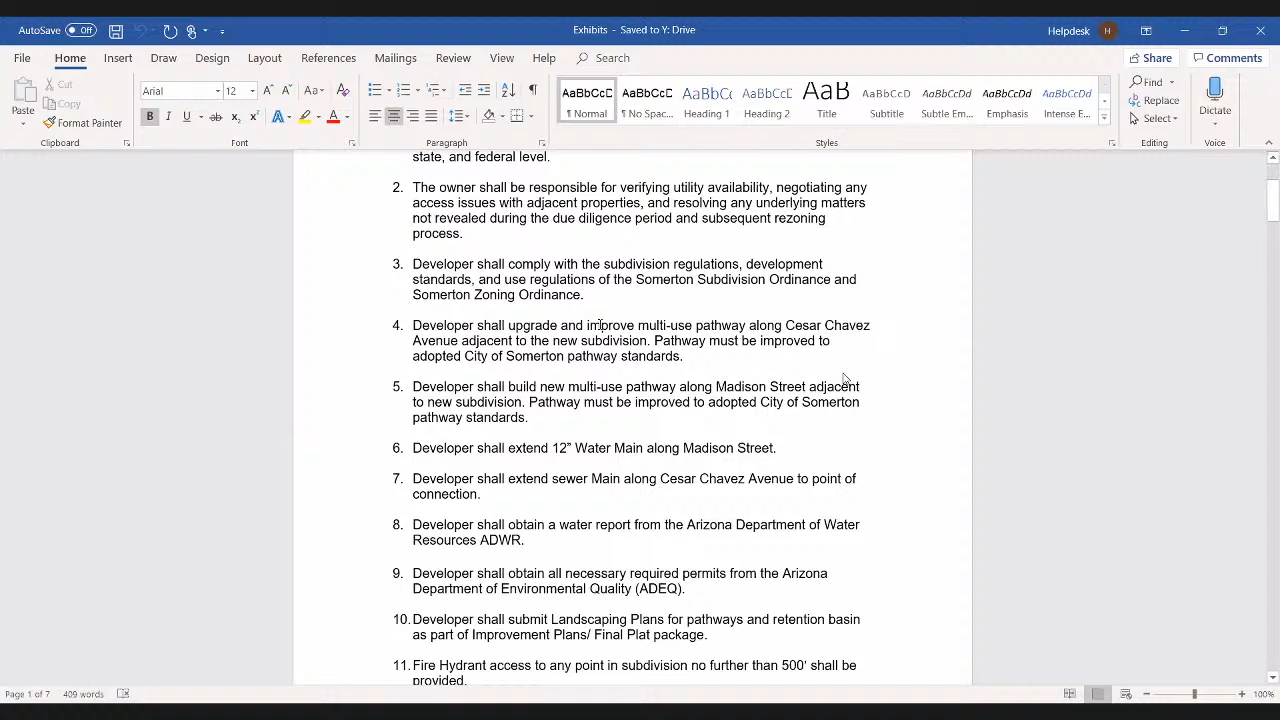 AutoSave Off Exhibits - Saved to Y: Drive Helpdesk H
File Home Insert Draw Design Layout References Mailings Review View Help Search Share Comments
Paste Cut Copy Format Painter
Arial 12
AaBbCcD AaBbCcD AaBbCc AaBbCcD AaB AaBbCcD AaBbCcDd AaBbCcDd AaBbCcDd
¶ Normal ¶ No Spac... Heading 1 Heading 2 Title Subtitle Subtle Em... Emphasis Intense E...
Find Replace Select Dictate
Clipboard Font Paragraph Styles Editing Voice
state, and federal level.
2. The owner shall be responsible for verifying utility availability, negotiating any
access issues with adjacent properties, and resolving any underlying matters
not revealed during the due diligence period and subsequent rezoning
process.
3. Developer shall comply with the subdivision regulations, development
standards, and use regulations of the Somerton Subdivision Ordinance and
Somerton Zoning Ordinance.
4. Developer shall upgrade and improve multi-use pathway along Cesar Chavez
Avenue adjacent to the new subdivision. Pathway must be improved to
adopted City of Somerton pathway standards.
5. Developer shall build new multi-use pathway along Madison Street adjacent
to new subdivision. Pathway must be improved to adopted City of Somerton
pathway standards.
6. Developer shall extend 12” Water Main along Madison Street.
7. Developer shall extend sewer Main along Cesar Chavez Avenue to point of
connection.
8. Developer shall obtain a water report from the Arizona Department of Water
Resources ADWR.
9. Developer shall obtain all necessary required permits from the Arizona
Department of Environmental Quality (ADEQ).
10. Developer shall submit Landscaping Plans for pathways and retention basin
as part of Improvement Plans/ Final Plat package.
11. Fire Hydrant access to any point in subdivision no further than 500’ shall be
provided.
Page 1 of 7 409 words 100%